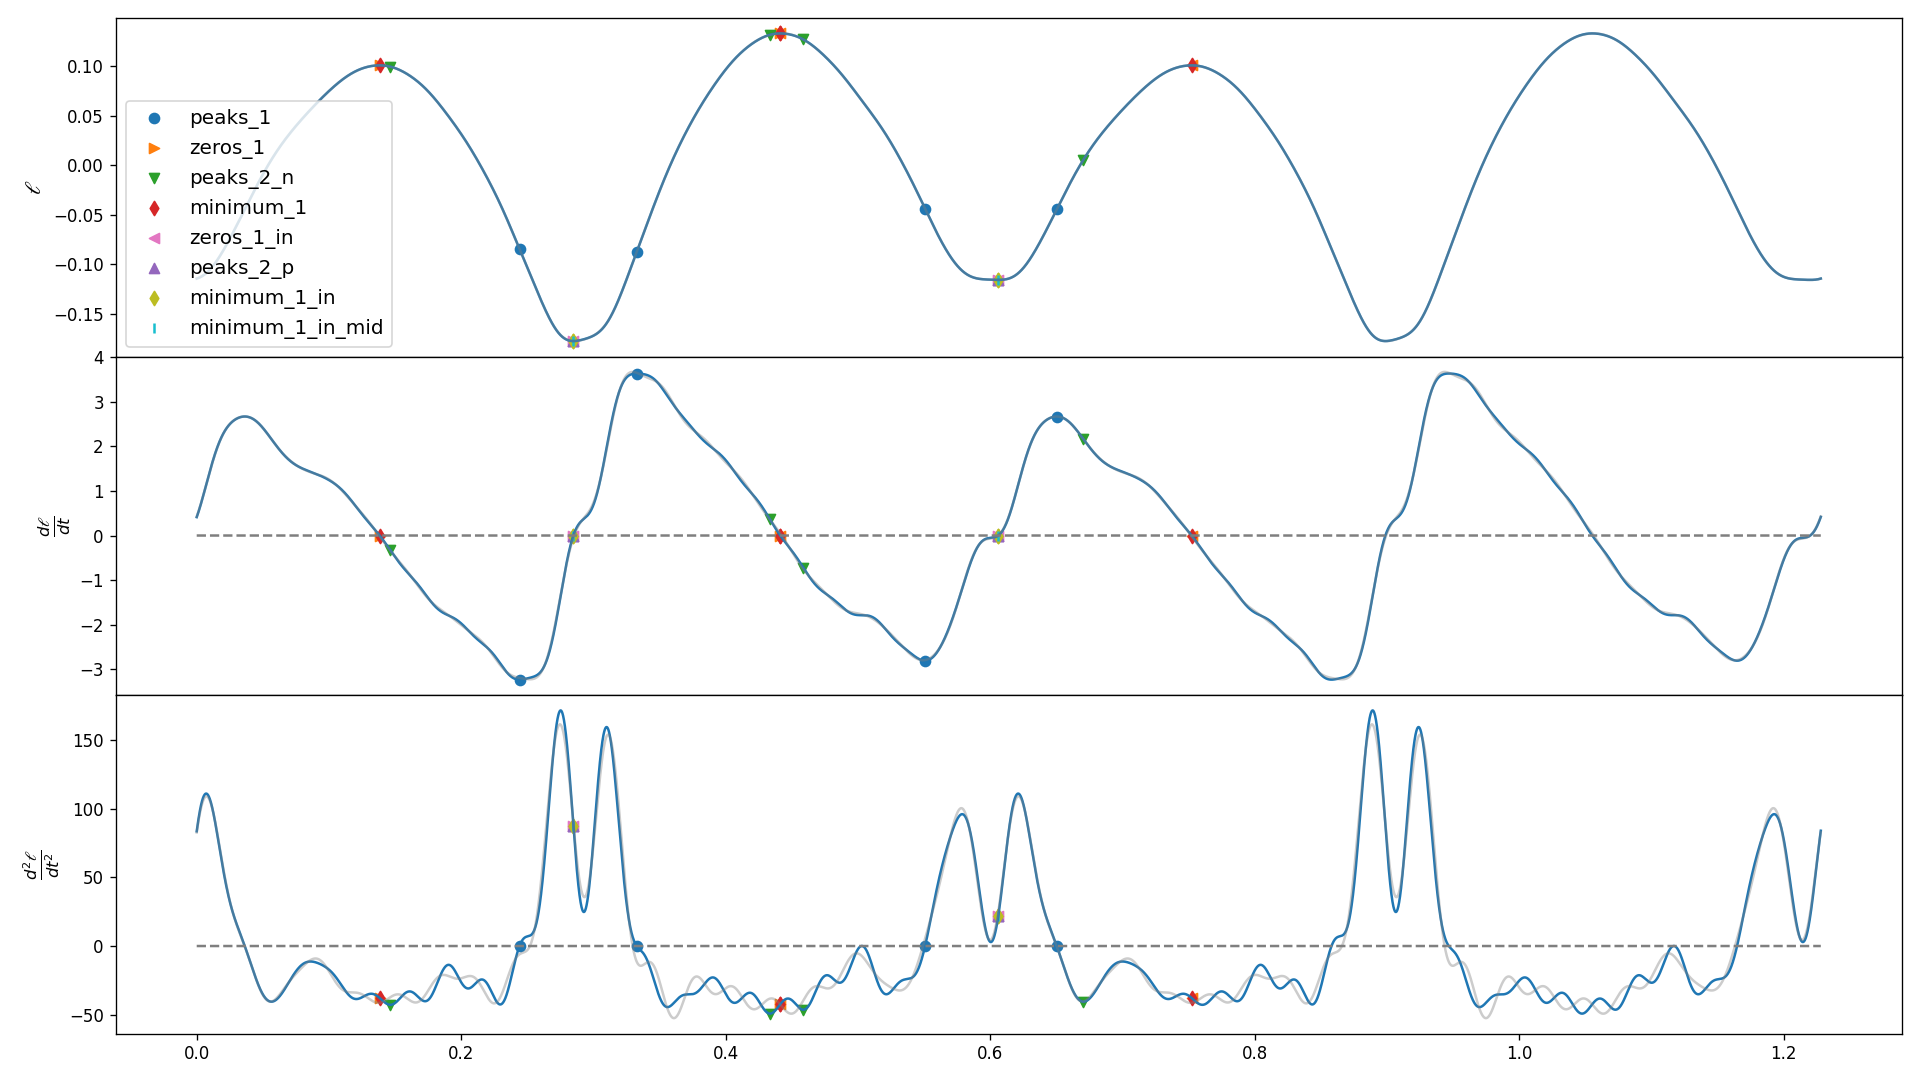 0.10
0.05
0.00
−0.05
−0.10
−0.15
ℓ
peaks_1
zeros_1
peaks_2_n
minimum_1
zeros_1_in
peaks_2_p
minimum_1_in
minimum_1_in_mid
4
3
2
1
0
−1
−2
−3
dℓ
dt
150
100
50
0
−50
d²ℓ
dt²
0.0 0.2 0.4 0.6 0.8 1.0 1.2